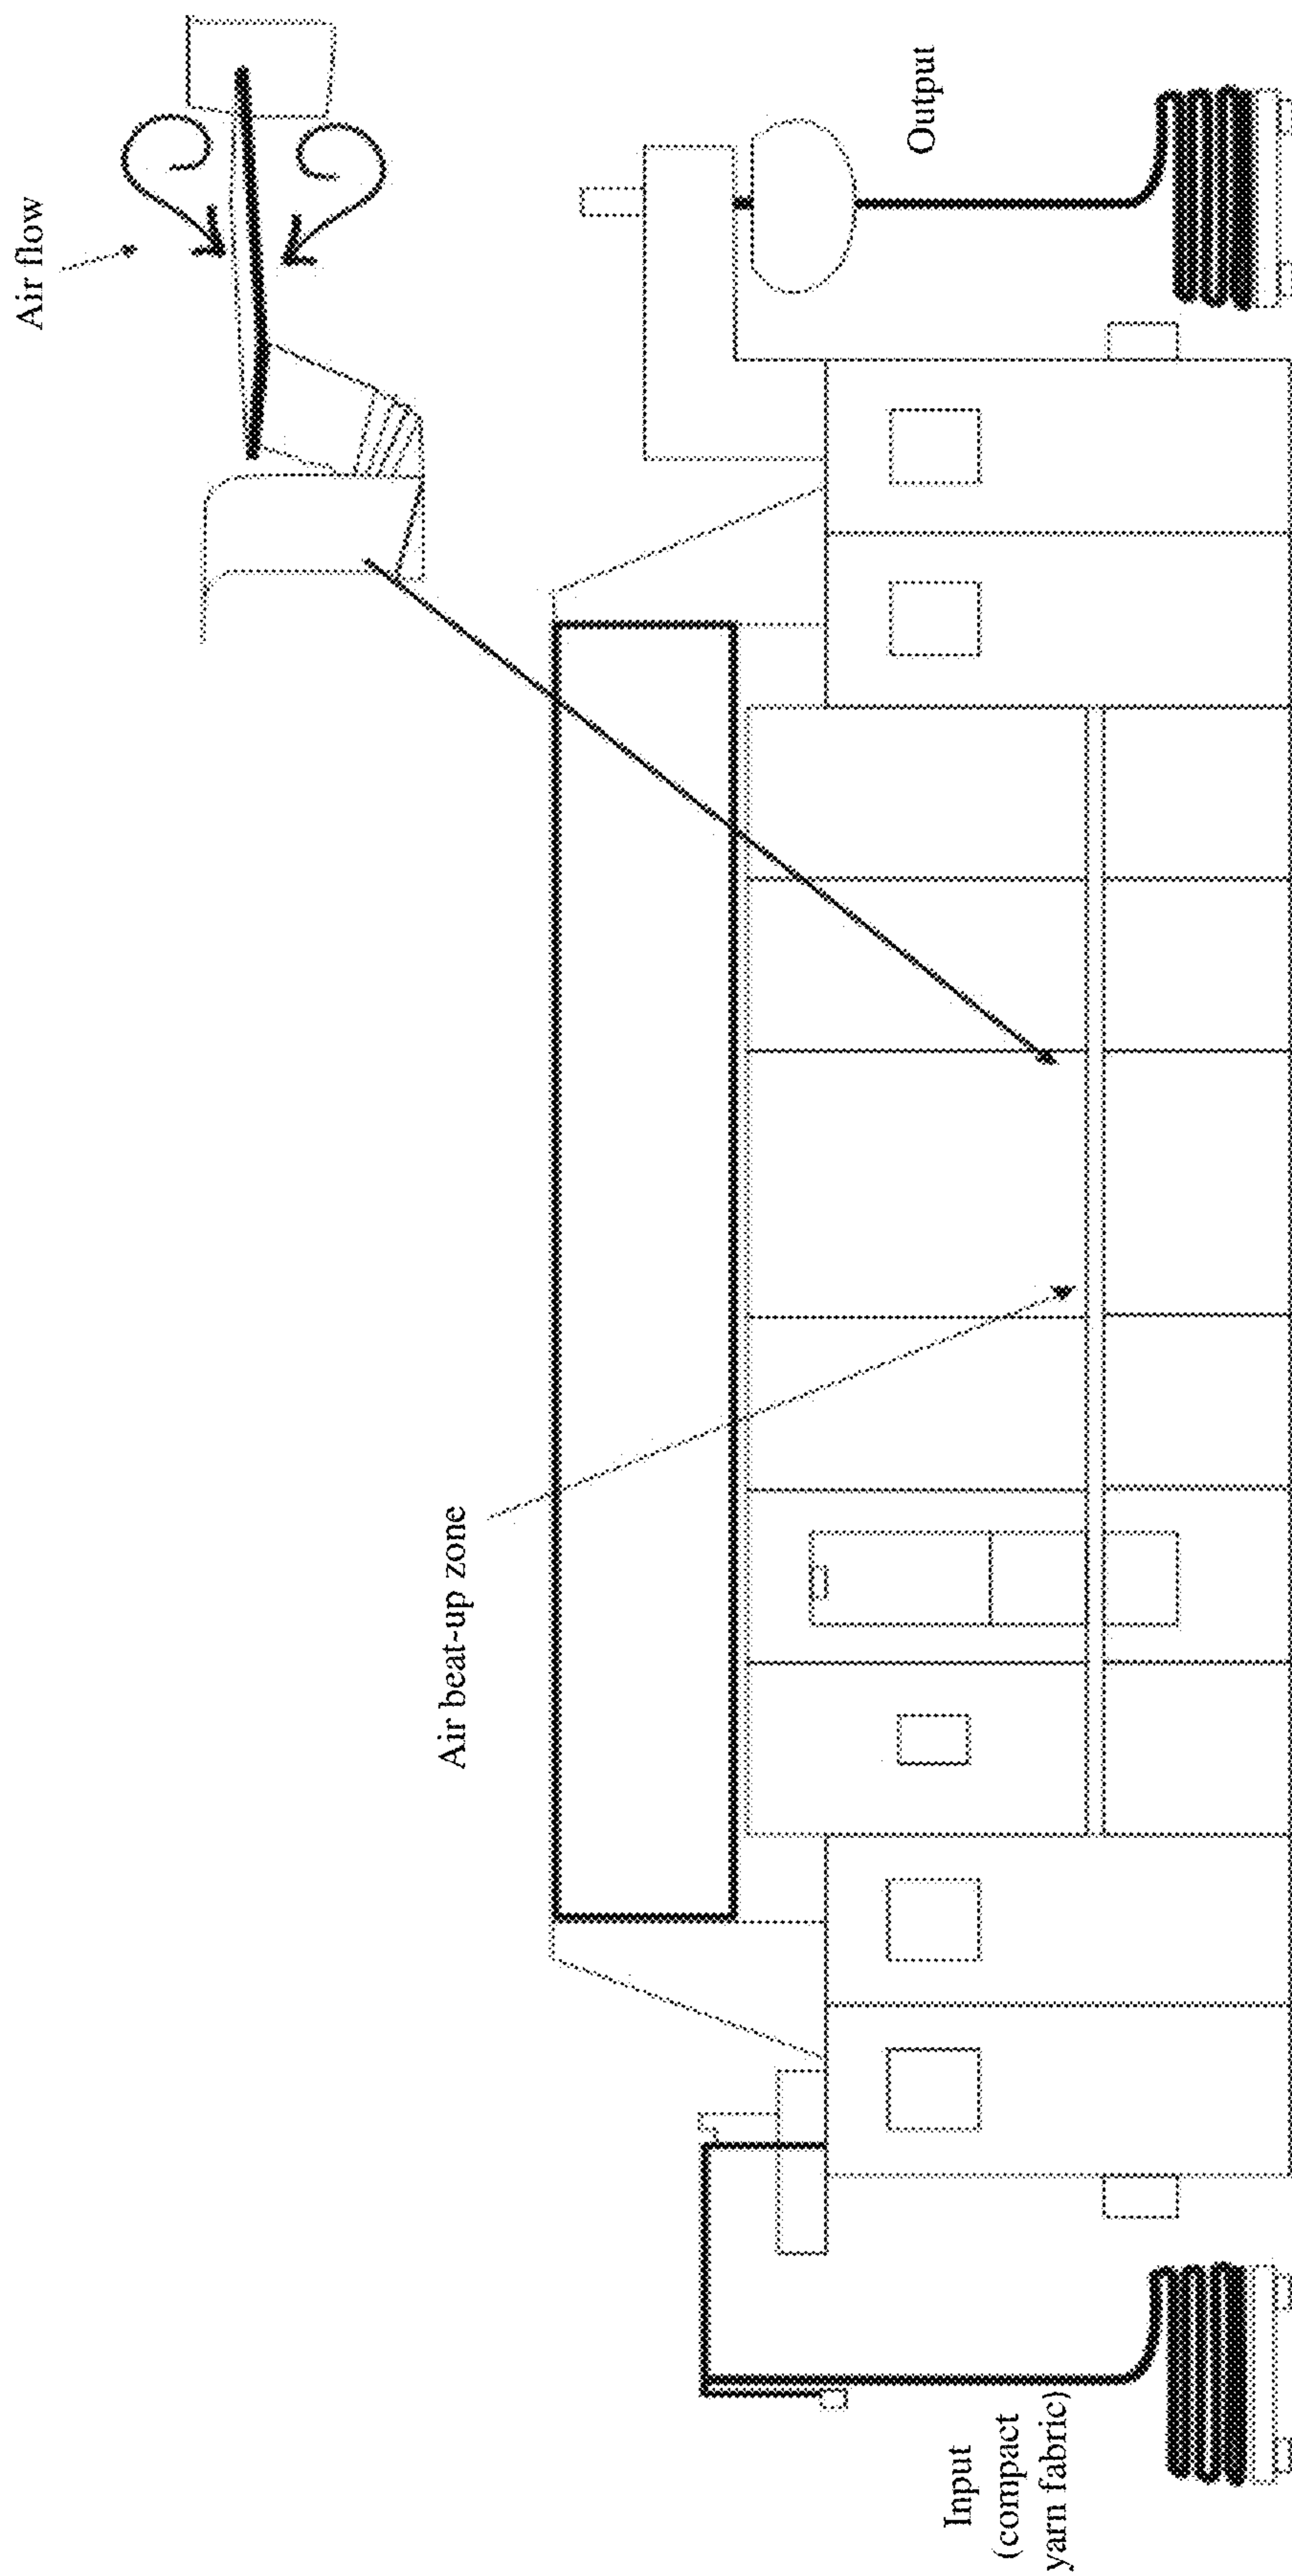 Air flow
Output
Air beat-up zone
Input
(compact
yarn fabric)